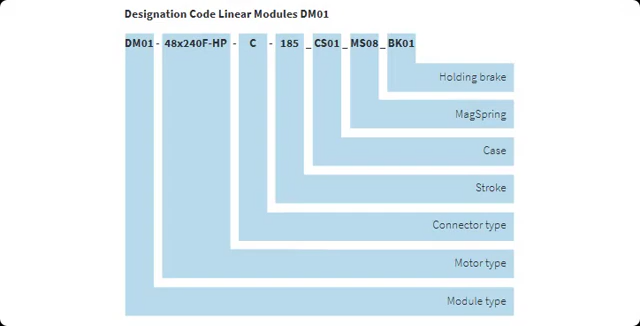 Designation Code Linear Modules DM01
DM01 - 48x240F-HP - C - 185 _ CS01 _ MS08 _ BK01
Holding brake
MagSpring
Case
Stroke
Connector type
Motor type
Module type